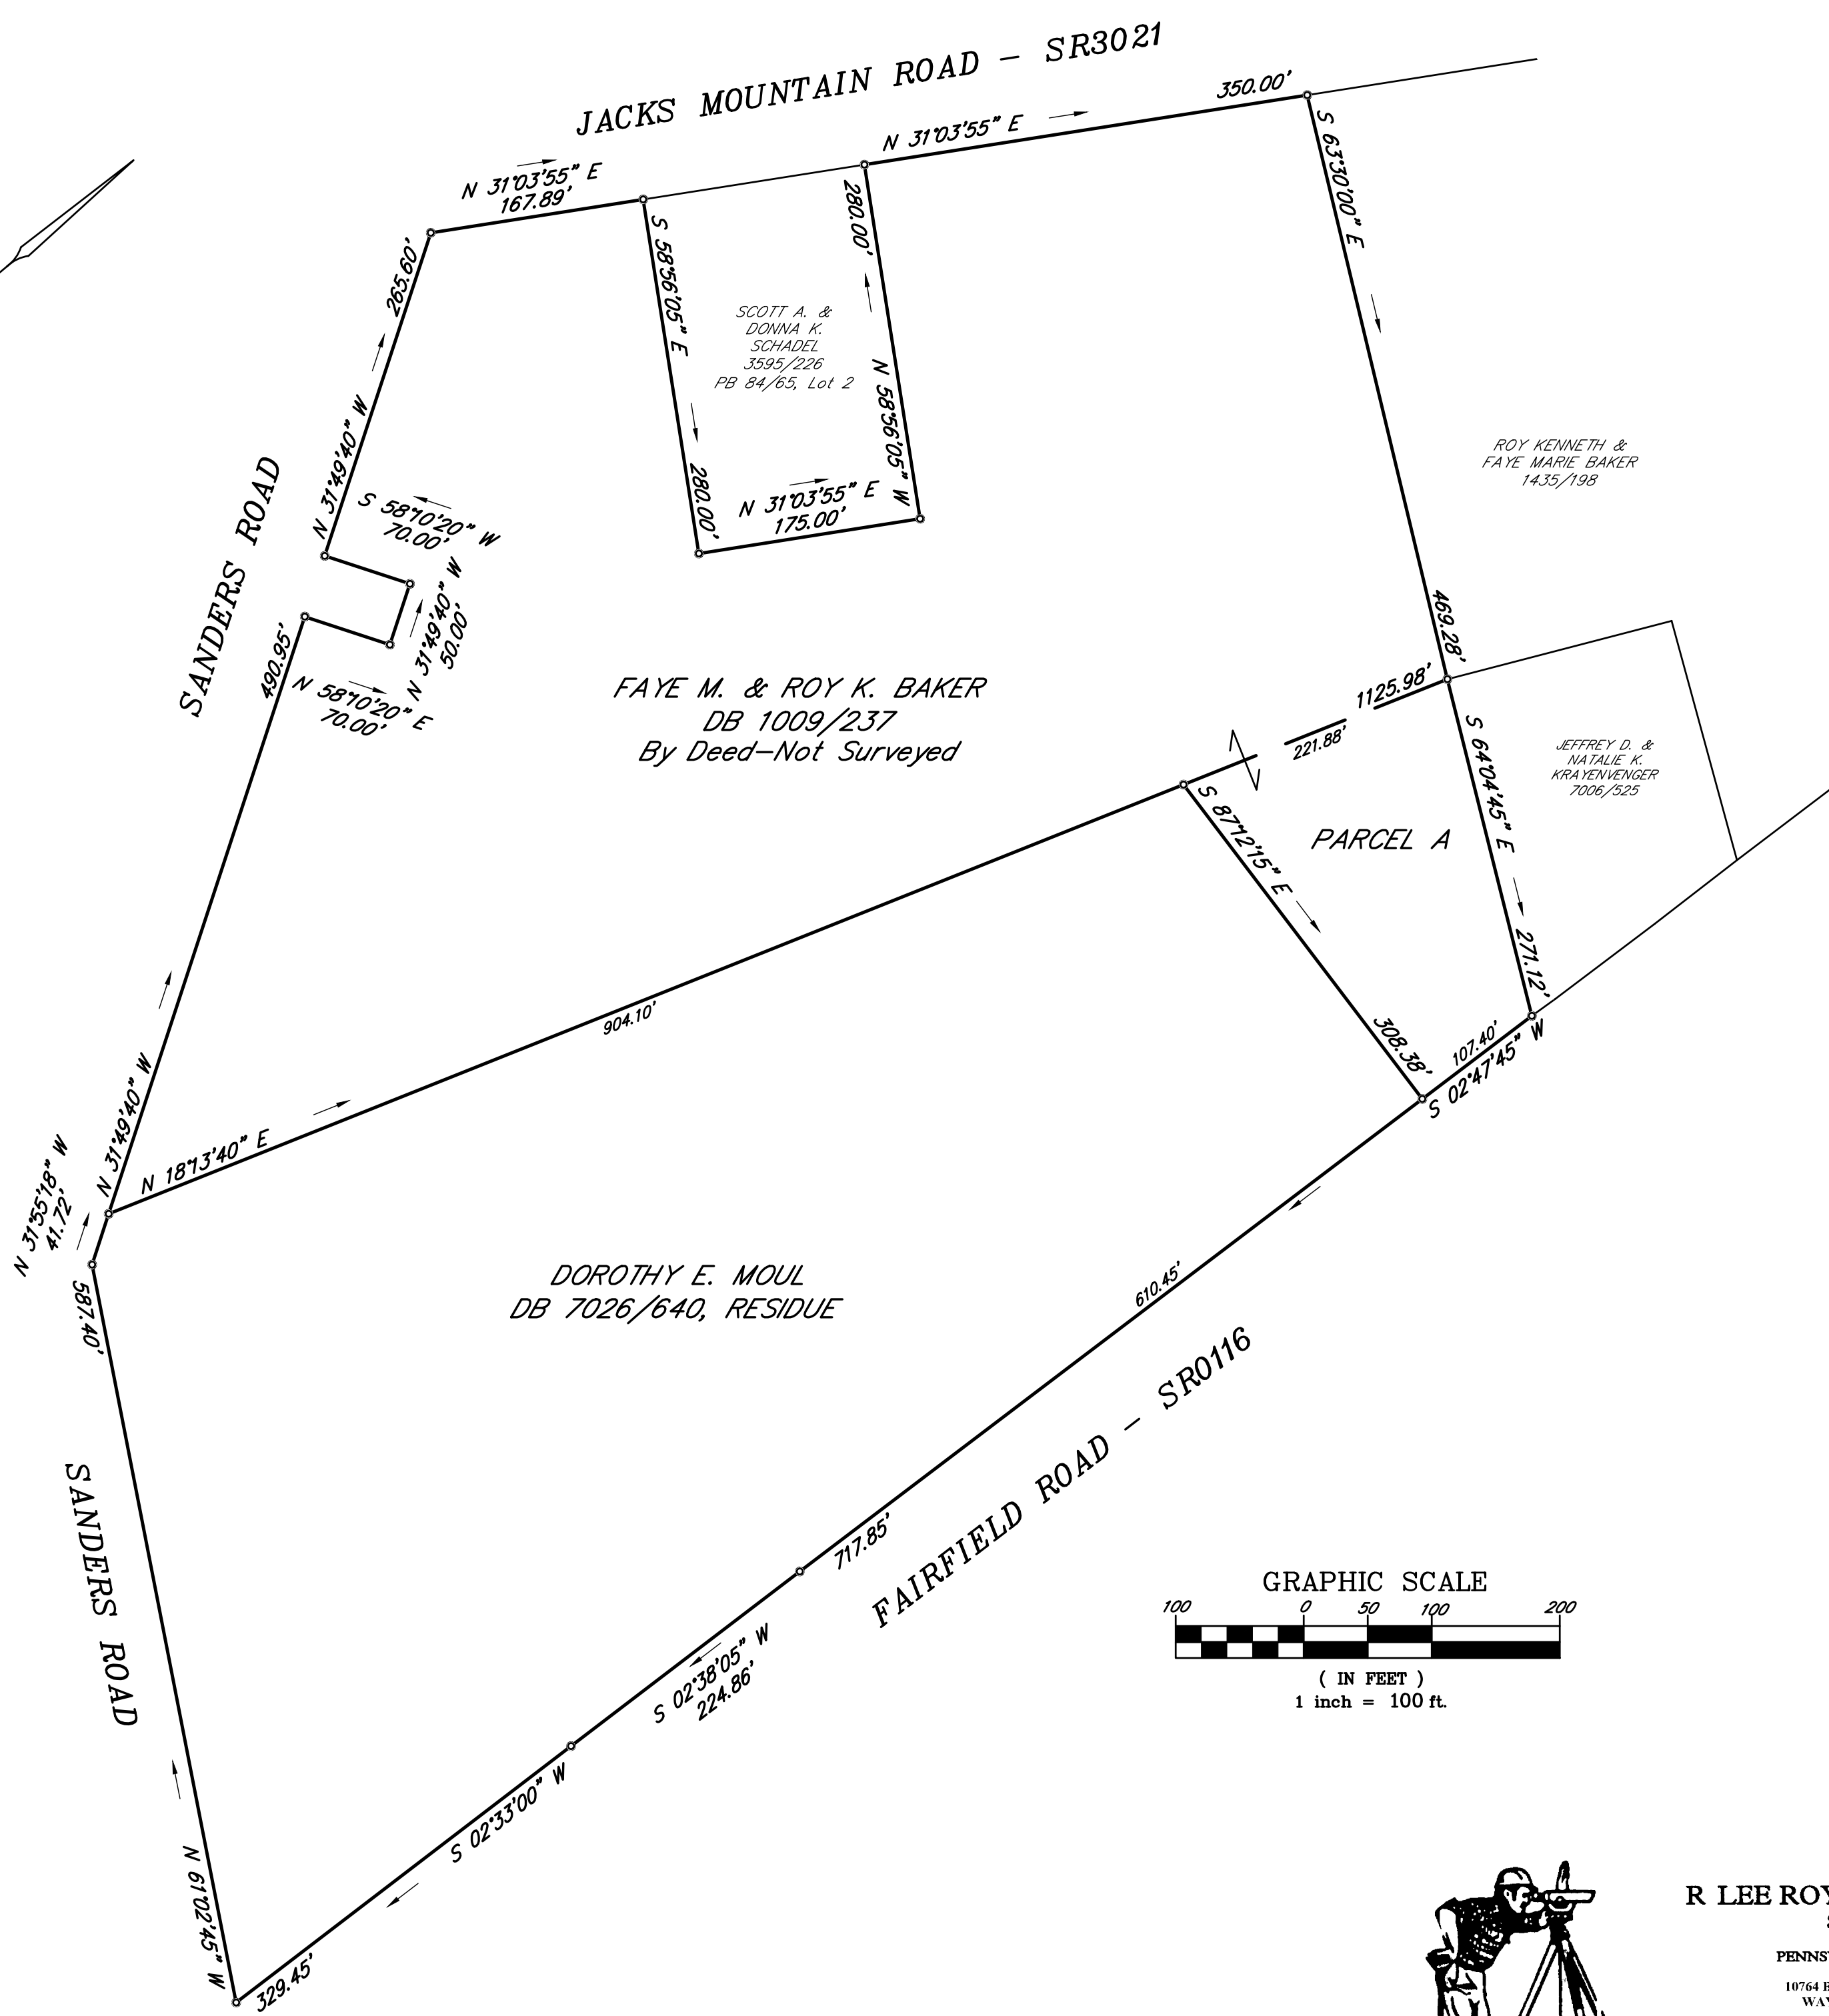 JACKS MOUNTAIN ROAD - SR3021
350.00'
N 31°03'55" E
N 31°03'55" E
167.89'
S 63°30'00" E
265.60'
S 58°56'05" E
280.00'
SCOTT A. &
DONNA K.
SCHADEL
3595/226
PB 84/65, Lot 2
N 58°56'05" W
280.00'
N 31°03'55" E
175.00'
N 31°49'40" W
S 58°10'20" W
70.00'
SANDERS ROAD
ROY KENNETH &
FAYE MARIE BAKER
1435/198
469.28'
N 31°49'40" W
50.00'
490.95'
N 58°10'20" E
70.00'
FAYE M. & ROY K. BAKER
DB 1009/237
By Deed-Not Surveyed
1125.98'
221.88'
S 64°04'45" E
JEFFREY D. &
NATALIE K.
KRAYENVENGER
7006/525
S 87°12'15" E
PARCEL A
271.12'
308.38'
107.40'
S 02°47'45" W
904.10'
N 31°49'40" W
N 18°13'40" E
N 31°55'18" W
41.72'
587.40'
DOROTHY E. MOUL
DB 7026/640, RESIDUE
610.45'
FAIRFIELD ROAD - SR0116
SANDERS ROAD
717.85'
S 02°38'05" W
224.86'
S 02°33'00" W
N 61°02'45" W
329.45'
GRAPHIC SCALE
100 0 50 100 200
( IN FEET )
1 inch = 100 ft.
R LEE ROY
PENNS
10764
WAY